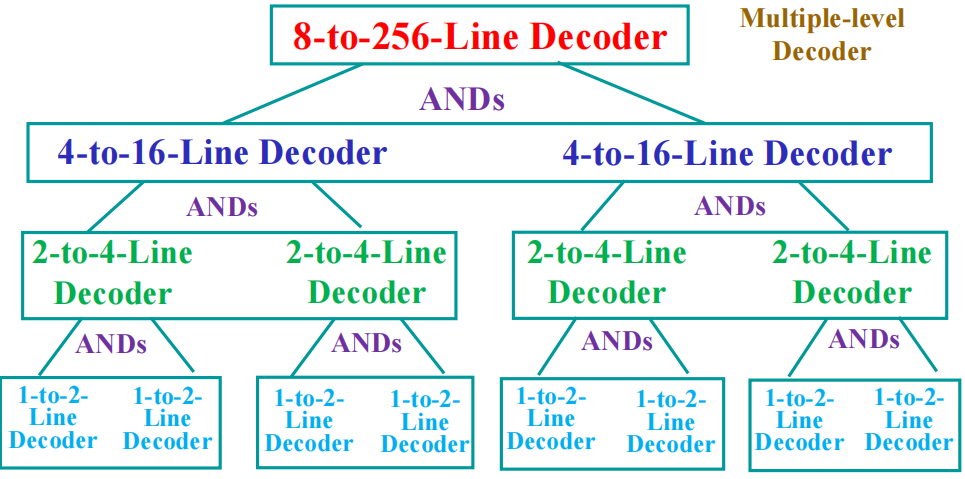 8-to-256-Line Decoder
Multiple-level
Decoder
ANDs
4-to-16-Line Decoder
4-to-16-Line Decoder
ANDs
ANDs
2-to-4-Line
Decoder
2-to-4-Line
Decoder
2-to-4-Line
Decoder
2-to-4-Line
Decoder
ANDs
ANDs
ANDs
ANDs
1-to-2-
Line
Decoder
1-to-2-
Line
Decoder
1-to-2-
Line
Decoder
1-to-2-
Line
Decoder
1-to-2-
Line
Decoder
1-to-2-
Line
Decoder
1-to-2-
Line
Decoder
1-to-2-
Line
Decoder